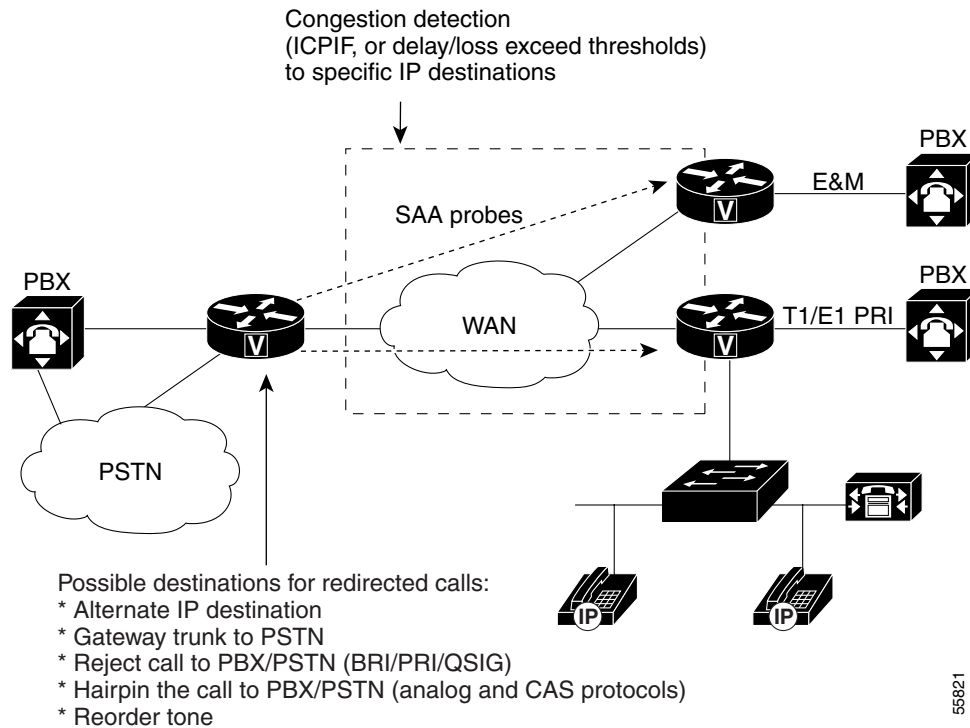 Congestion detection
(ICPIF, or delay/loss exceed thresholds)
to specific IP destinations
PBX
E&M
V
SAA probes
PBX
PBX
WAN
T1/E1 PRI
V
V
PSTN
IP
IP
Possible destinations for redirected calls:
* Alternate IP destination
* Gateway trunk to PSTN
* Reject call to PBX/PSTN (BRI/PRI/QSIG)
* Hairpin the call to PBX/PSTN (analog and CAS protocols)
* Reorder tone
55821